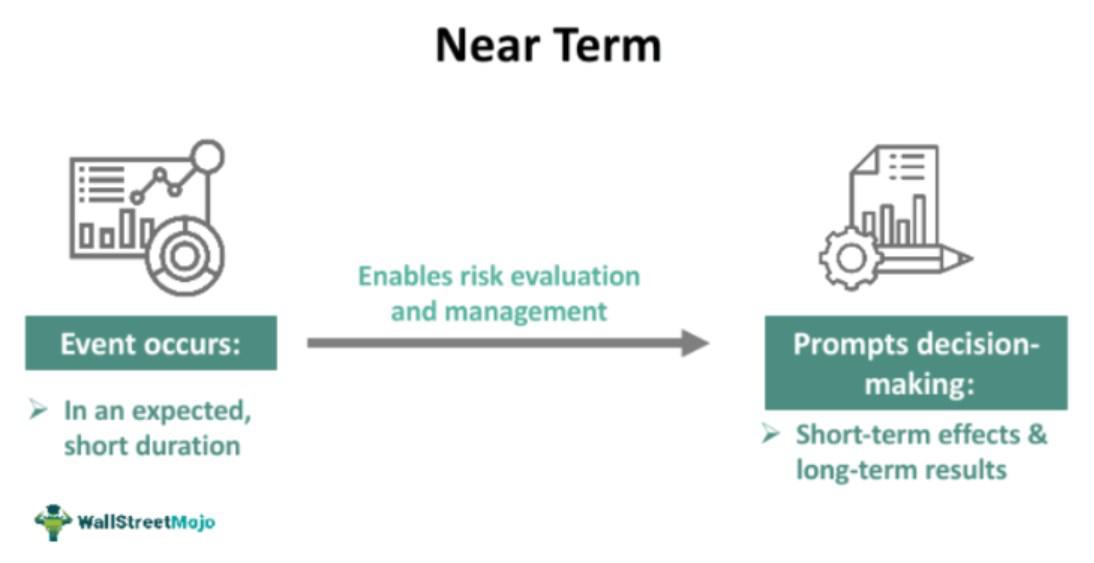 Near Term
Enables risk evaluation
and management
Event occurs:
➢ In an expected,
short duration
Prompts decision-
making:
➢ Short-term effects &
long-term results
WallStreetMojo